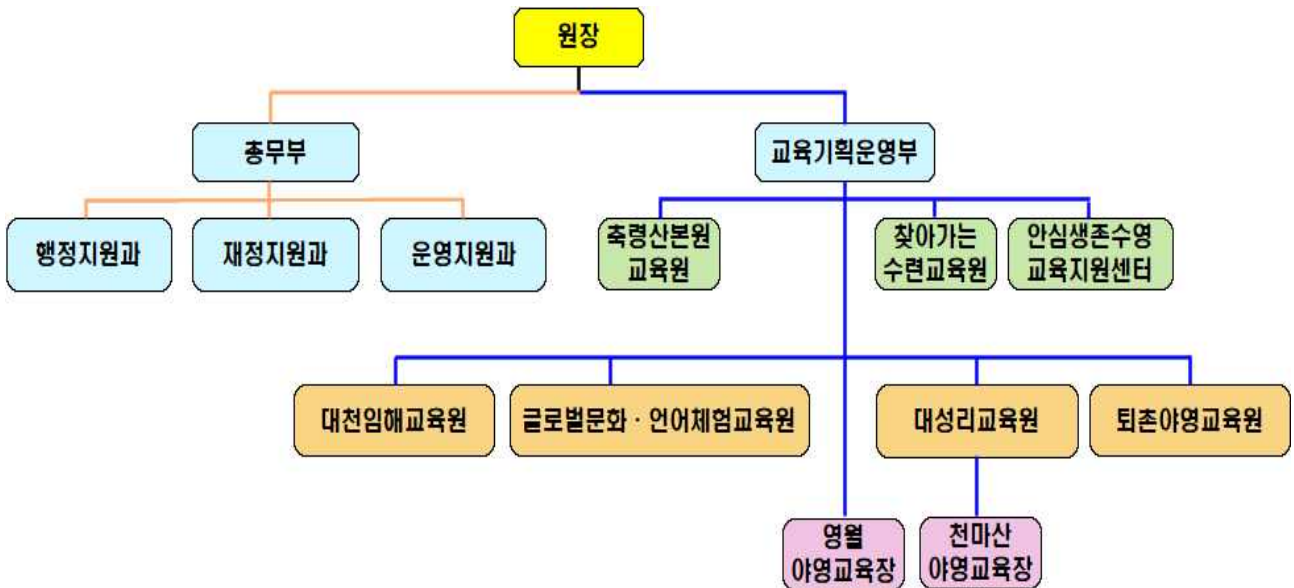 원장
총무부
교육기획운영부
행정지원과
재정지원과
운영지원과
축령산본원
교육원
찾아가는
수련교육원
안심생존수영
교육지원센터
대천임해교육원
글로벌문화 · 언어체험교육원
대성리교육원
퇴촌야영교육원
영월
야영교육장
천마산
야영교육장